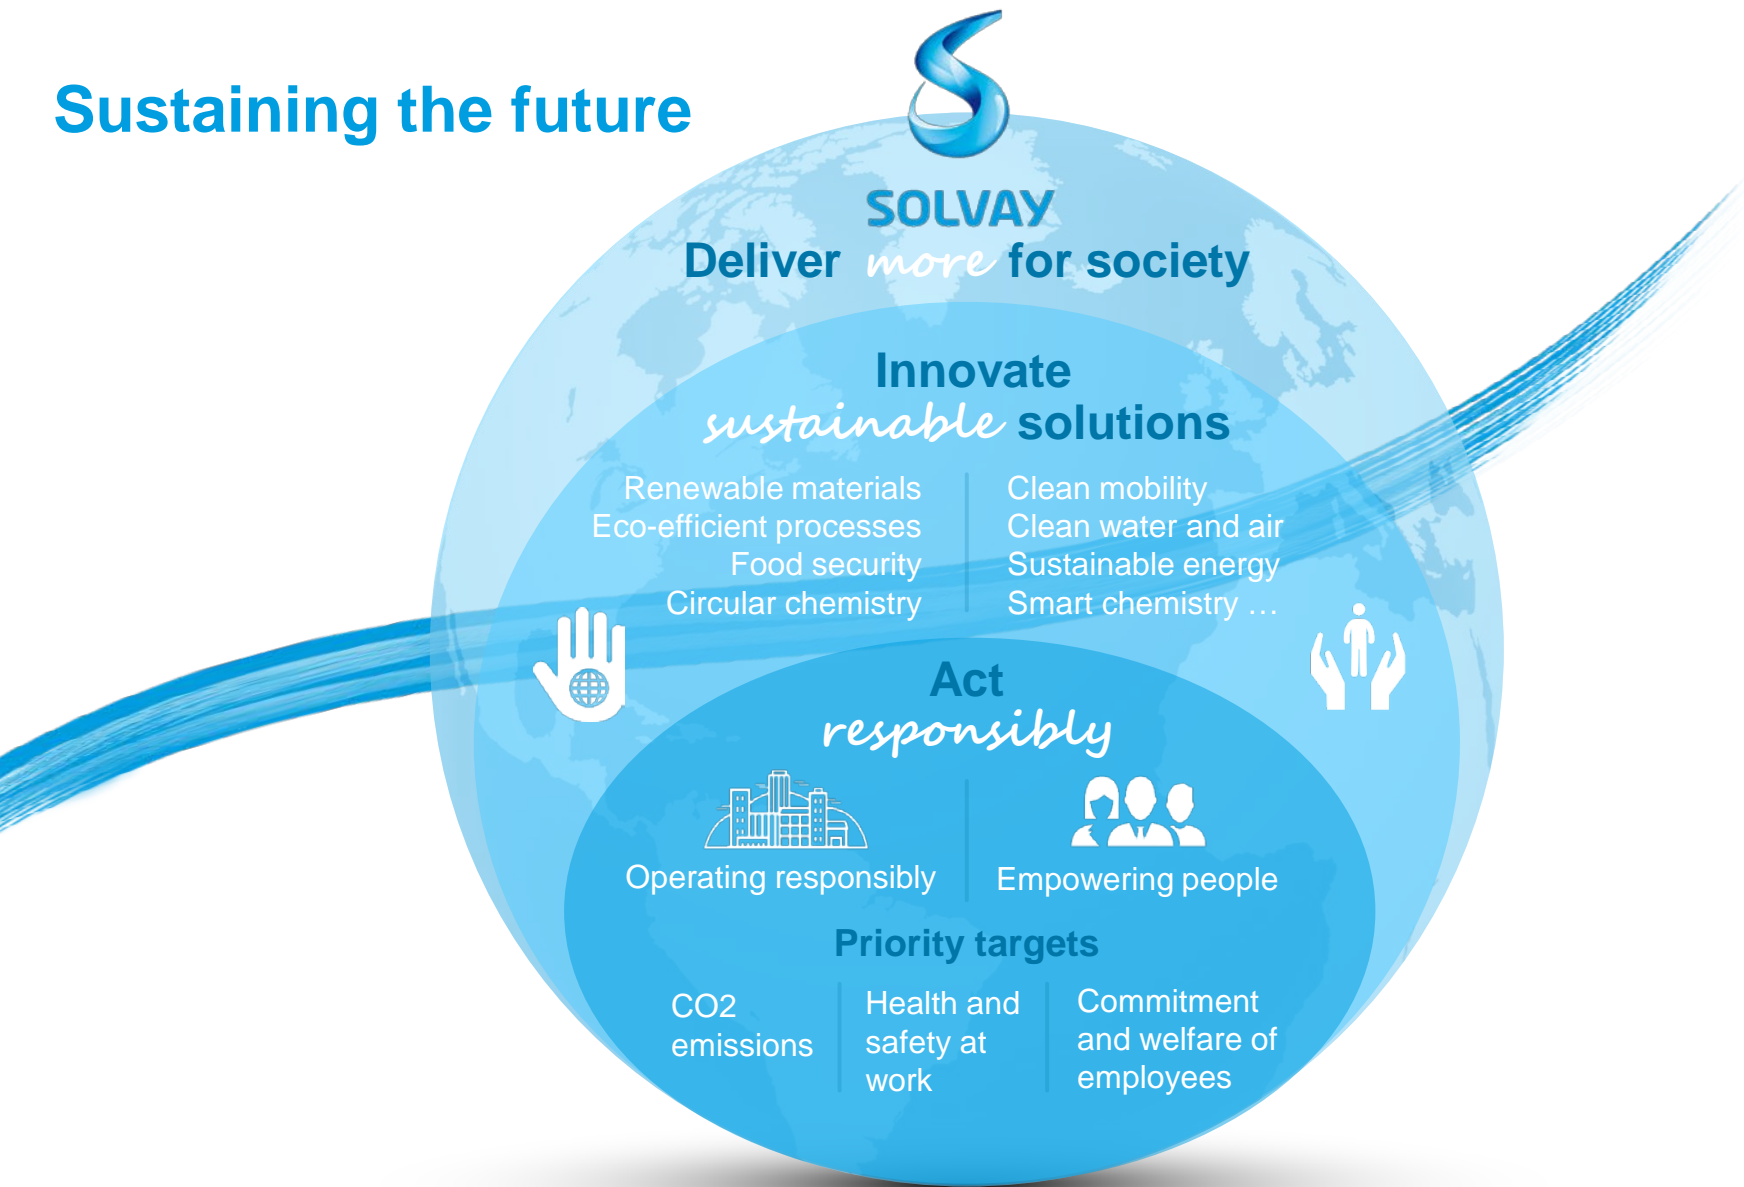 Sustaining the future
SOLVAY
Deliver more for society
Innovate
sustainable solutions
Renewable materials
Eco-efficient processes
Food security
Circular chemistry
Clean mobility
Clean water and air
Sustainable energy
Smart chemistry …
Act
responsibly
Operating responsibly
Empowering people
Priority targets
CO2
emissions
Health and
safety at
work
Commitment
and welfare of
employees